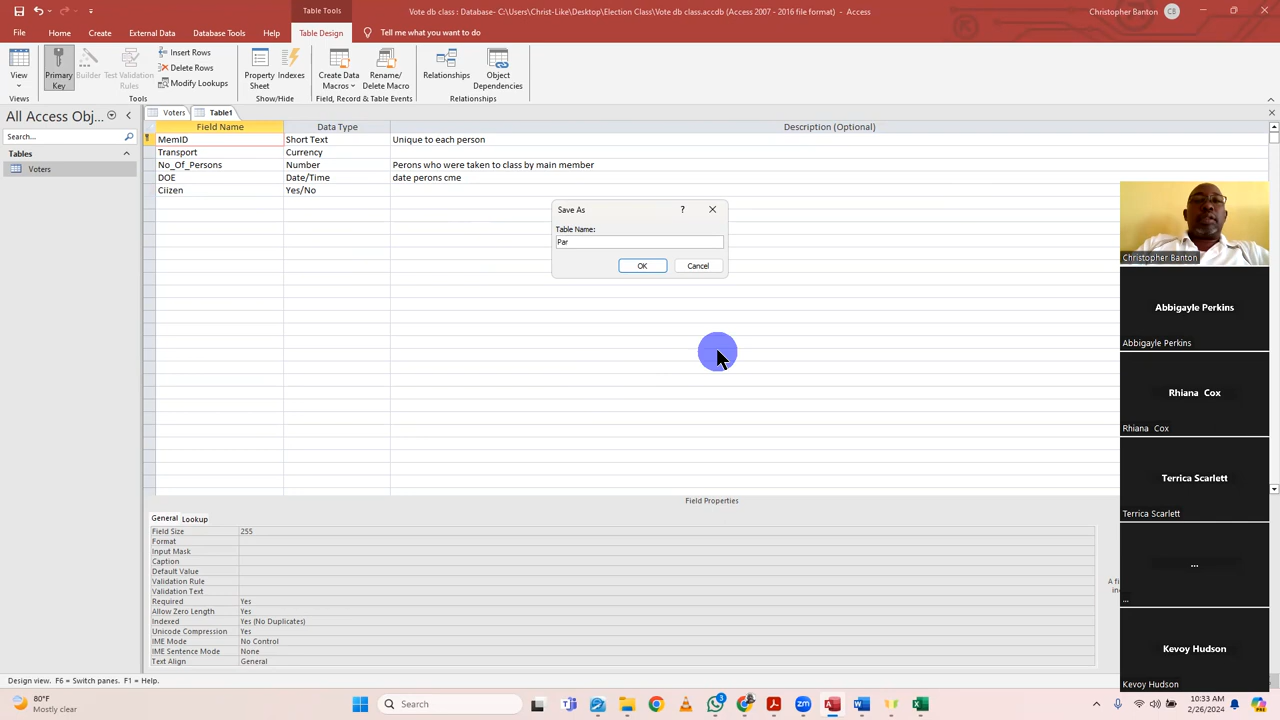 Table Tools
Vote db class : Database- C:\Users\Christ-Like\Desktop\Election Class\Vote db class.accdb (Access 2007 - 2016 file format) - Access
Christopher Banton
CB
File
Home
Create
External Data
Database Tools
Help
Table Design
Tell me what you want to do
View
Primary Key
Builder
Test Validation Rules
Insert Rows
Delete Rows
Modify Lookups
Property Sheet
Indexes
Create Data Macros
Rename/ Delete Macro
Relationships
Object Dependencies
Views
Tools
Show/Hide
Field, Record & Table Events
Relationships
All Access Obj...
Search...
Tables
Voters
Voters
Table1
Field Name
Data Type
Description (Optional)
MemID
Short Text
Unique to each person
Transport
Currency
No_Of_Persons
Number
Perons who were taken to class by main member
DOE
Date/Time
date perons cme
Ciizen
Yes/No
Save As
?
Table Name:
Par
OK
Cancel
Christopher Banton
Abbigayle Perkins
Abbigayle Perkins
Rhiana Cox
Rhiana Cox
Terrica Scarlett
Terrica Scarlett
...
...
Kevoy Hudson
Kevoy Hudson
Field Properties
General
Lookup
Field Size
255
Format
Input Mask
Caption
Default Value
Validation Rule
Validation Text
Required
Yes
Allow Zero Length
Yes
Indexed
Yes (No Duplicates)
Unicode Compression
Yes
IME Mode
No Control
IME Sentence Mode
None
Text Align
General
A fi
Design view. F6 = Switch panes. F1 = Help.
80°F
Mostly clear
Search
3
10:33 AM
2/26/2024